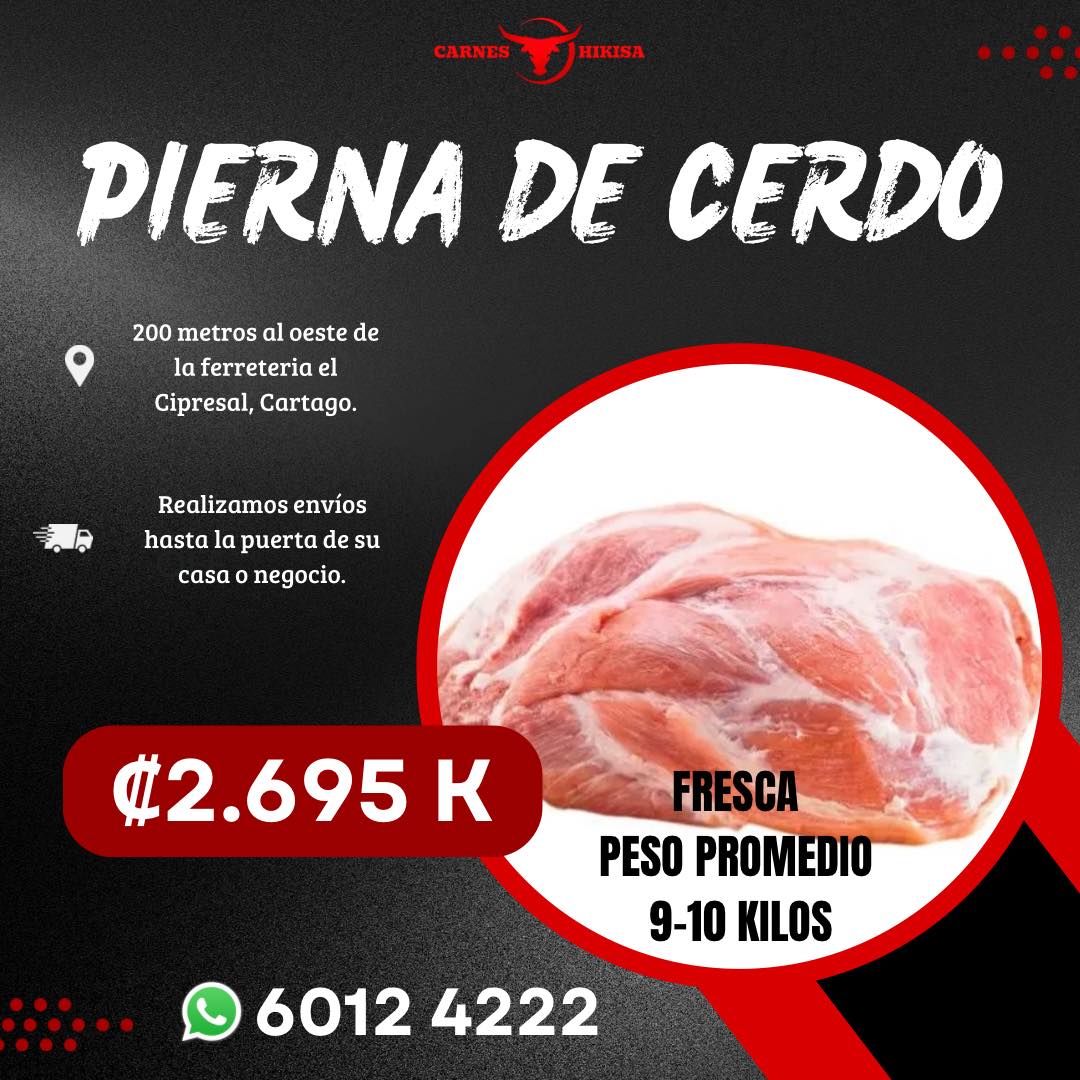 CARNES HIKISA
PIERNA DE CERDO
200 metros al oeste de
la ferreteria el
Cipresal, Cartago.
Realizamos envíos
hasta la puerta de su
casa o negocio.
₡2.695 K
FRESCA
PESO PROMEDIO
9-10 KILOS
6012 4222